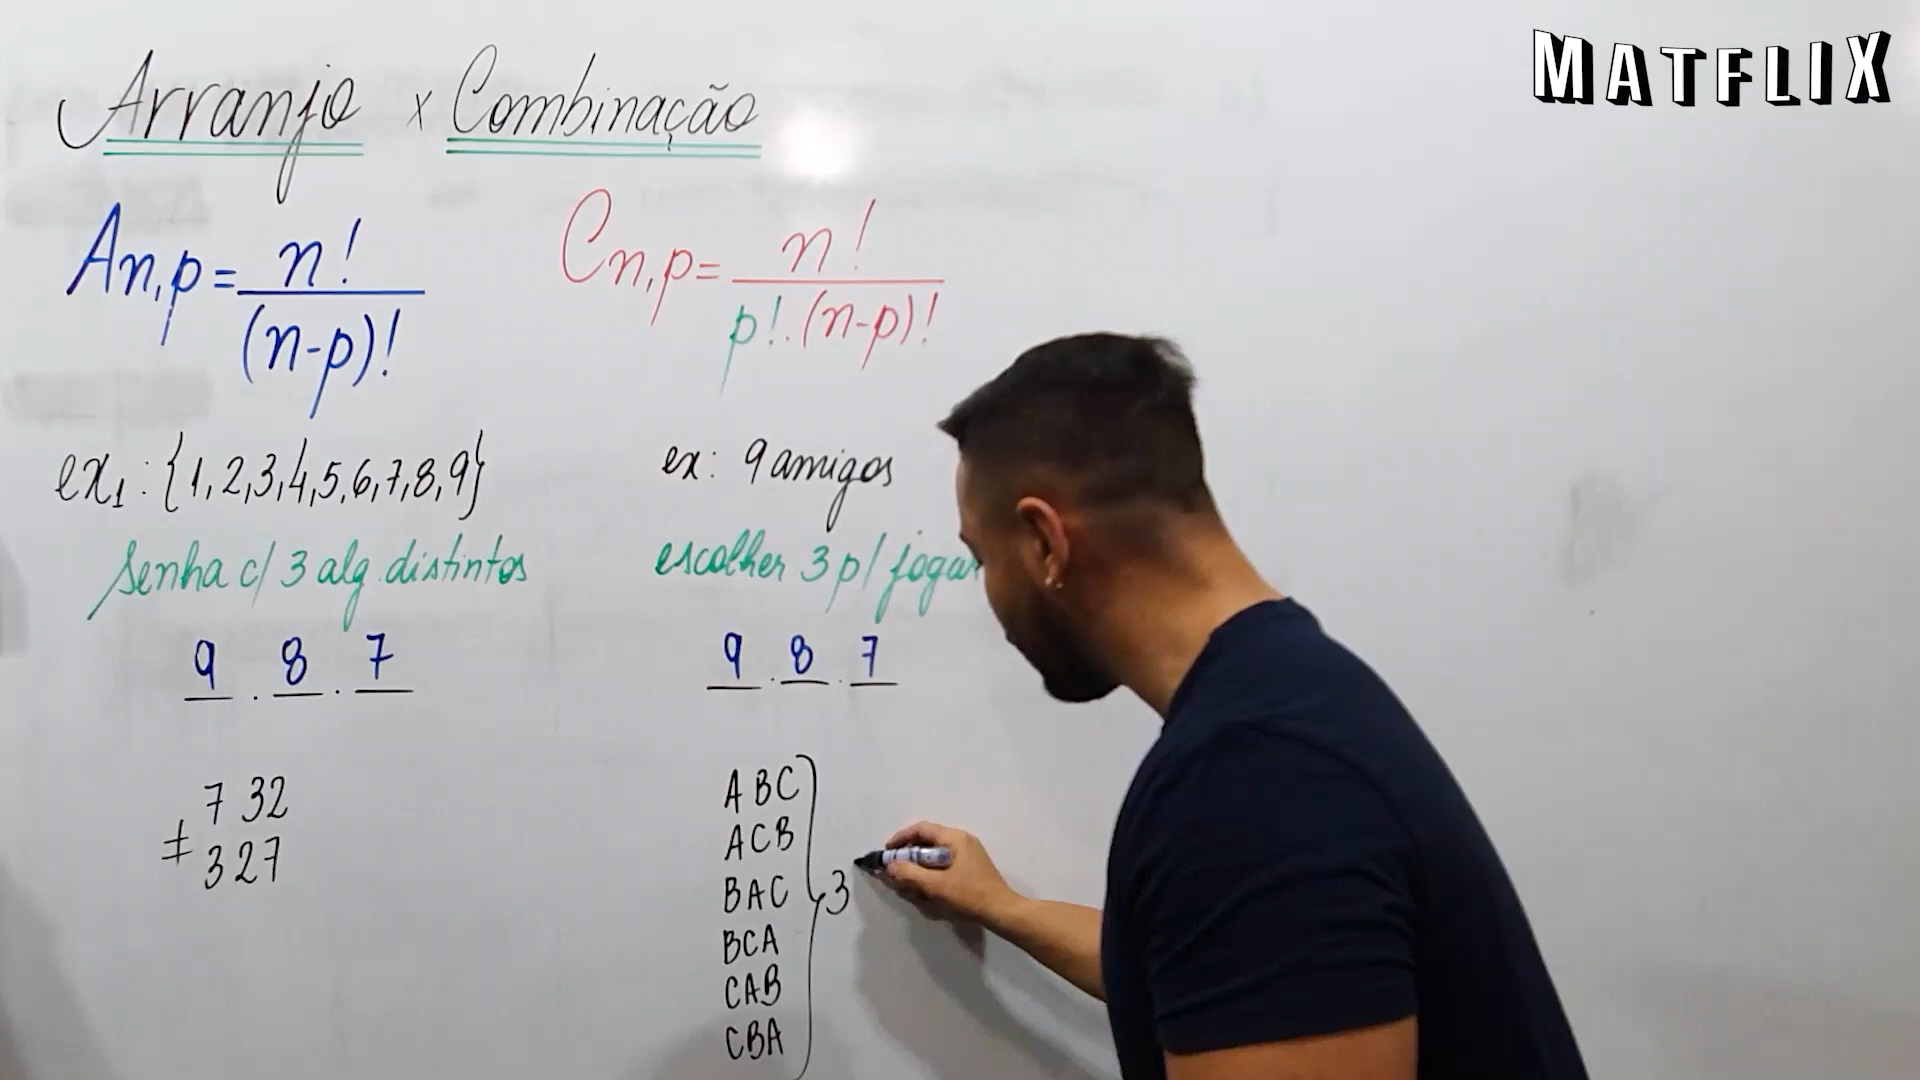 MATFLIX
Arranjo x Combinação
An,p = n! / (n-p)!
Cn,p = n! / p!.(n-p)!
ex1: {1,2,3,4,5,6,7,8,9}
senha c/ 3 alg. distintos
9 . 8 . 7
7 32
≠
327
ex: 9 amigos
escolher 3 p/ jogar
9 . 8 . 7
ABC
ACB
BAC
BCA
CAB
CBA
3